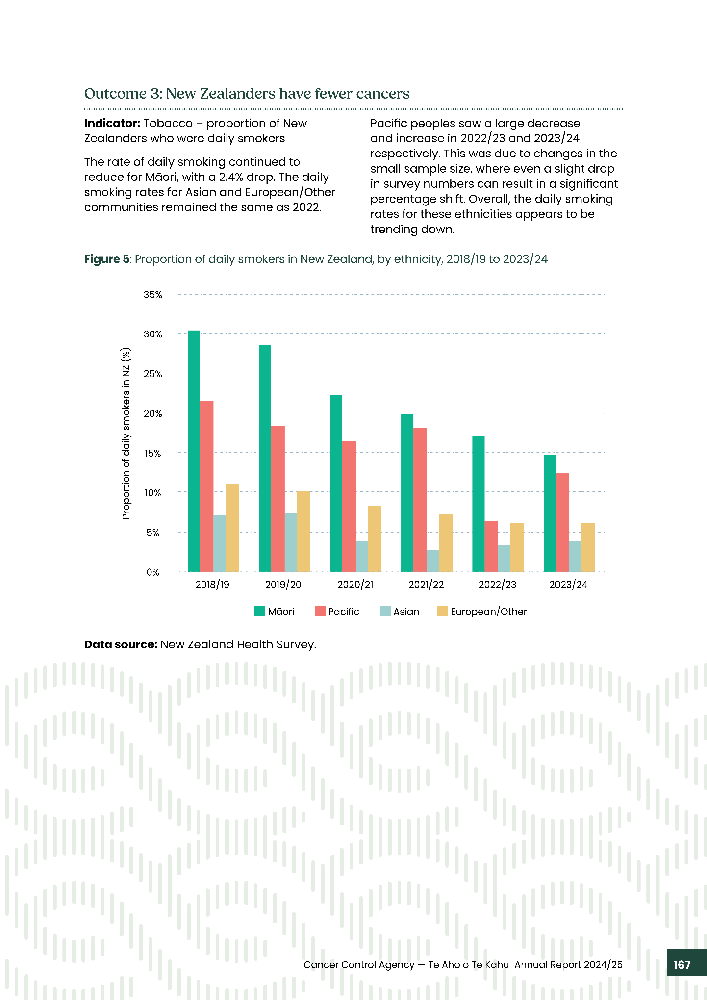 Outcome 3: New Zealanders have fewer cancers
Indicator: Tobacco – proportion of New
Zealanders who were daily smokers
The rate of daily smoking continued to
reduce for Māori, with a 2.4% drop. The daily
smoking rates for Asian and European/Other
communities remained the same as 2022.
Pacific peoples saw a large decrease
and increase in 2022/23 and 2023/24
respectively. This was due to changes in the
small sample size, where even a slight drop
in survey numbers can result in a significant
percentage shift. Overall, the daily smoking
rates for these ethnicities appears to be
trending down.
Figure 5: Proportion of daily smokers in New Zealand, by ethnicity, 2018/19 to 2023/24
Proportion of daily smokers in NZ (%)
35%
30%
25%
20%
15%
10%
5%
0%
2018/19 2019/20 2020/21 2021/22 2022/23 2023/24
Māori Pacific Asian European/Other
Data source: New Zealand Health Survey.
Cancer Control Agency — Te Aho o Te Kahu Annual Report 2024/25 167